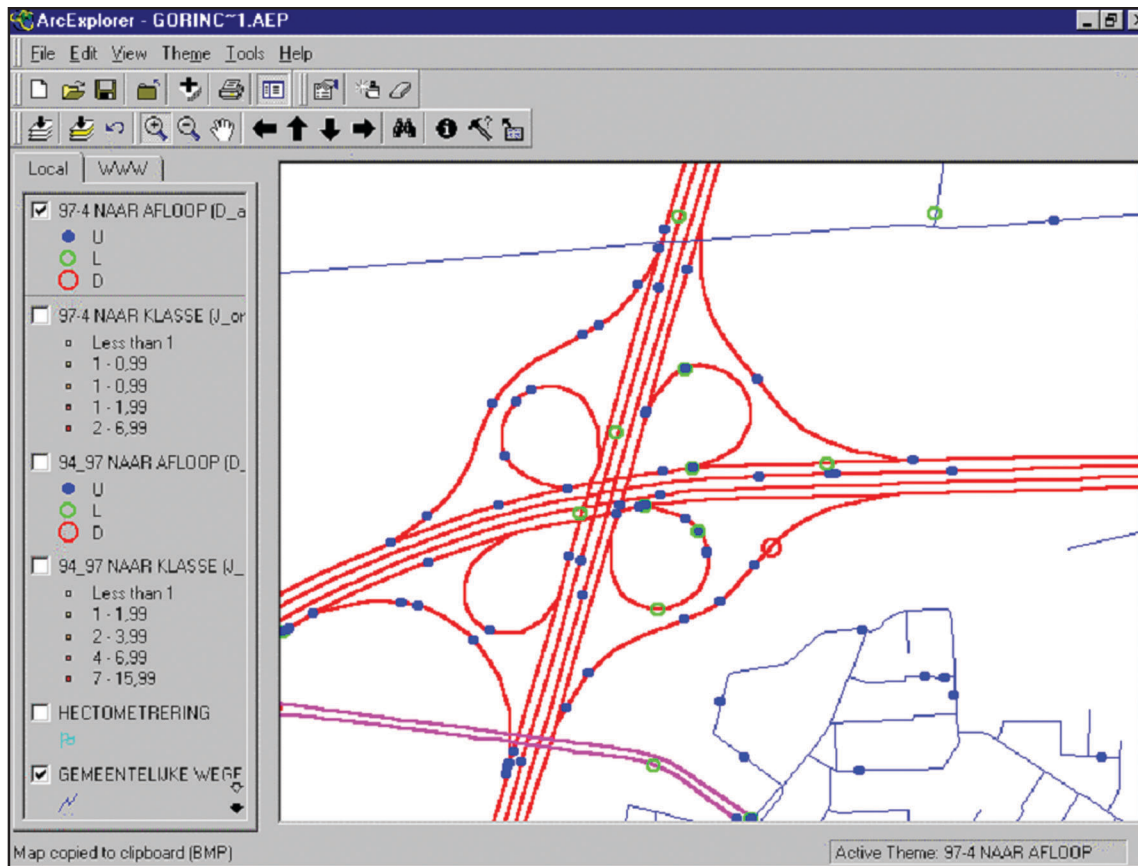 ArcExplorer - GORINC~1.AEP
File Edit View Theme Tools Help
Local WWW
97-4 NAAR AFLOOP (D_a
U
L
D
97-4 NAAR KLASSE (J_or
Less than 1
1 - 0,99
1 - 0,99
1 - 1,99
2 - 6,99
94_97 NAAR AFLOOP (D_
U
L
D
94_97 NAAR KLASSE (J_
Less than 1
1 - 1,99
2 - 3,99
4 - 6,99
7 - 15,99
HECTOMETRERING
GEMEENTELIJKE WEGE
Map copied to clipboard (BMP)
Active Theme: 97-4 NAAR AFLOOP